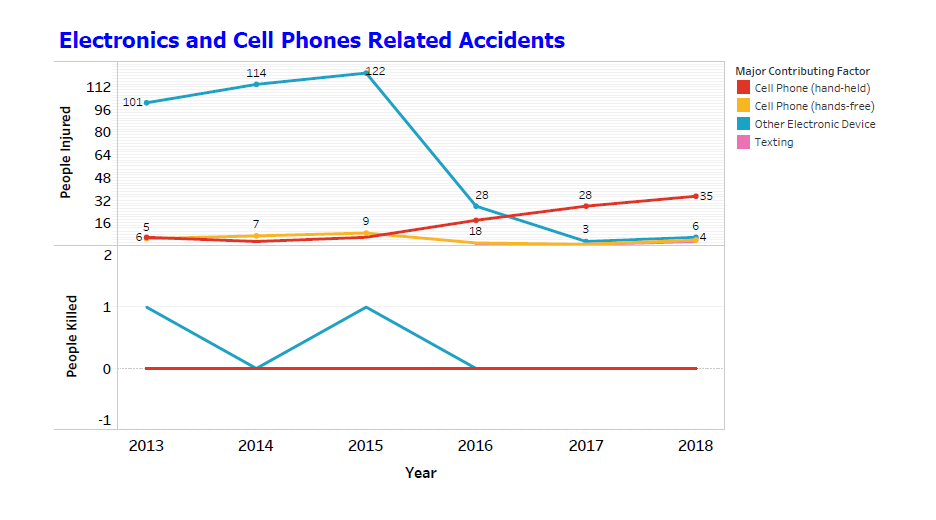 Electronics and Cell Phones Related Accidents
Major Contributing Factor
Cell Phone (hand-held)
Cell Phone (hands-free)
Other Electronic Device
Texting
People Injured
112
96
80
64
48
32
16
101
114
122
28
3
6
5
6
7
9
18
28
35
4
People Killed
2
1
0
-1
2013 2014 2015 2016 2017 2018
Year